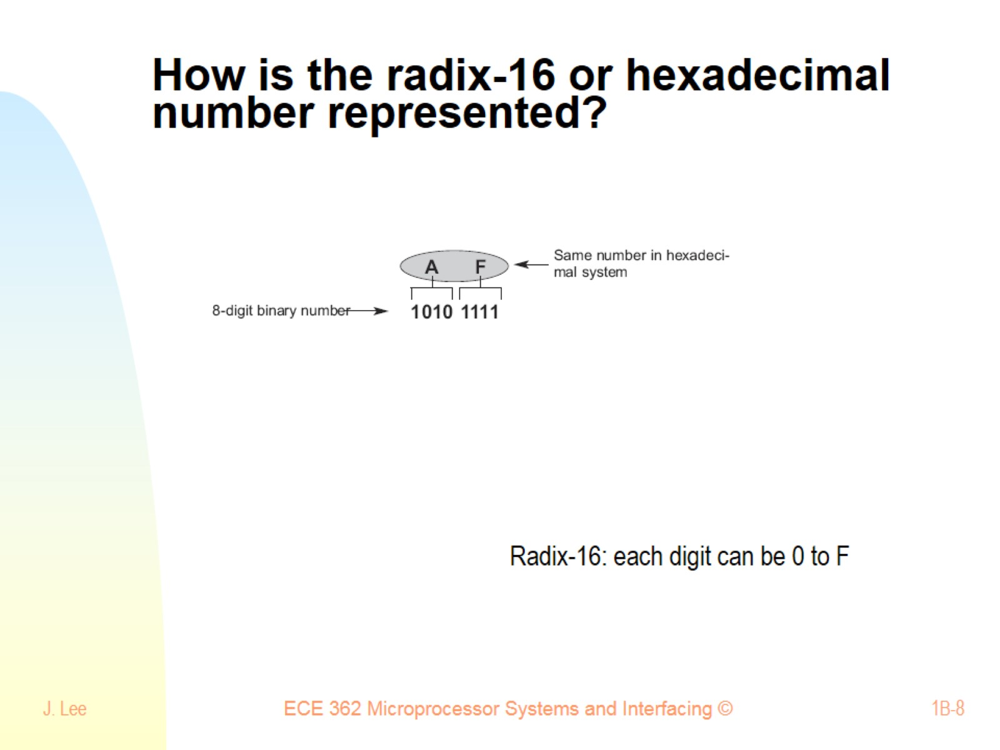 How is the radix-16 or hexadecimal
number represented?
A F
Same number in hexadeci-
mal system
8-digit binary number
1010 1111
Radix-16: each digit can be 0 to F
J. Lee
ECE 362 Microprocessor Systems and Interfacing ©
1B-8